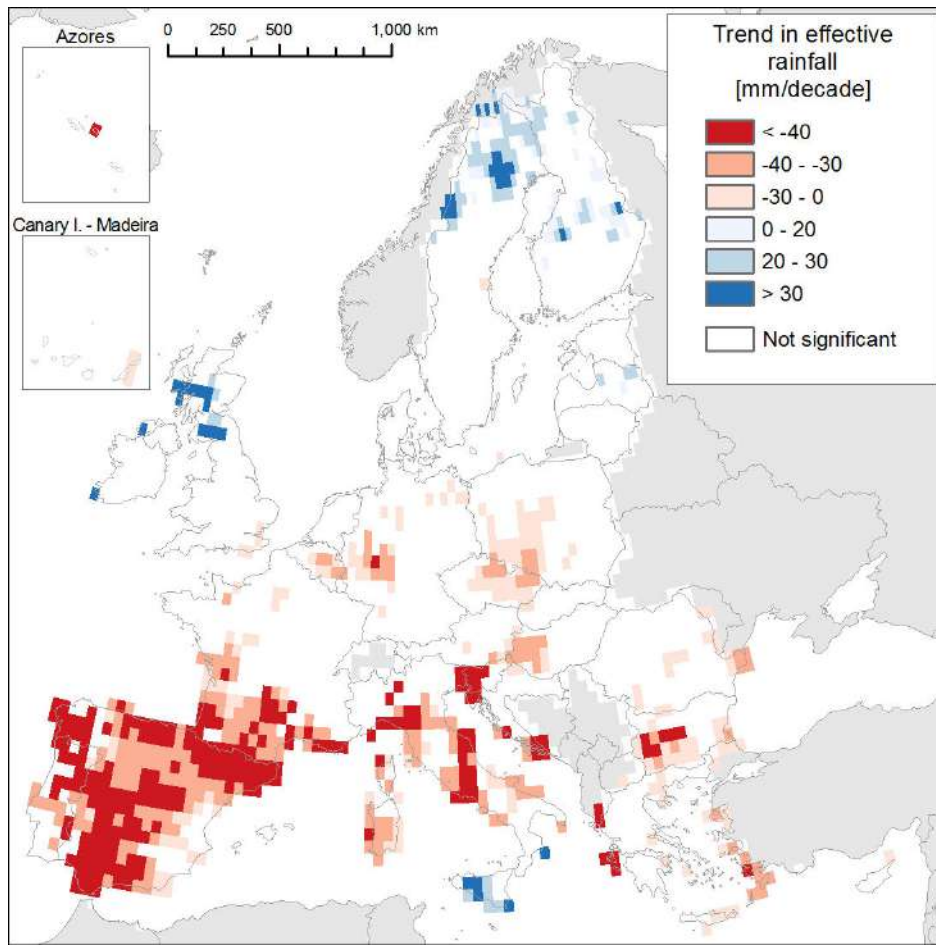 Azores
0 250 500 1,000 km
Trend in effective
rainfall
[mm/decade]
< -40
-40 - -30
-30 - 0
0 - 20
20 - 30
> 30
Not significant
Canary I. - Madeira